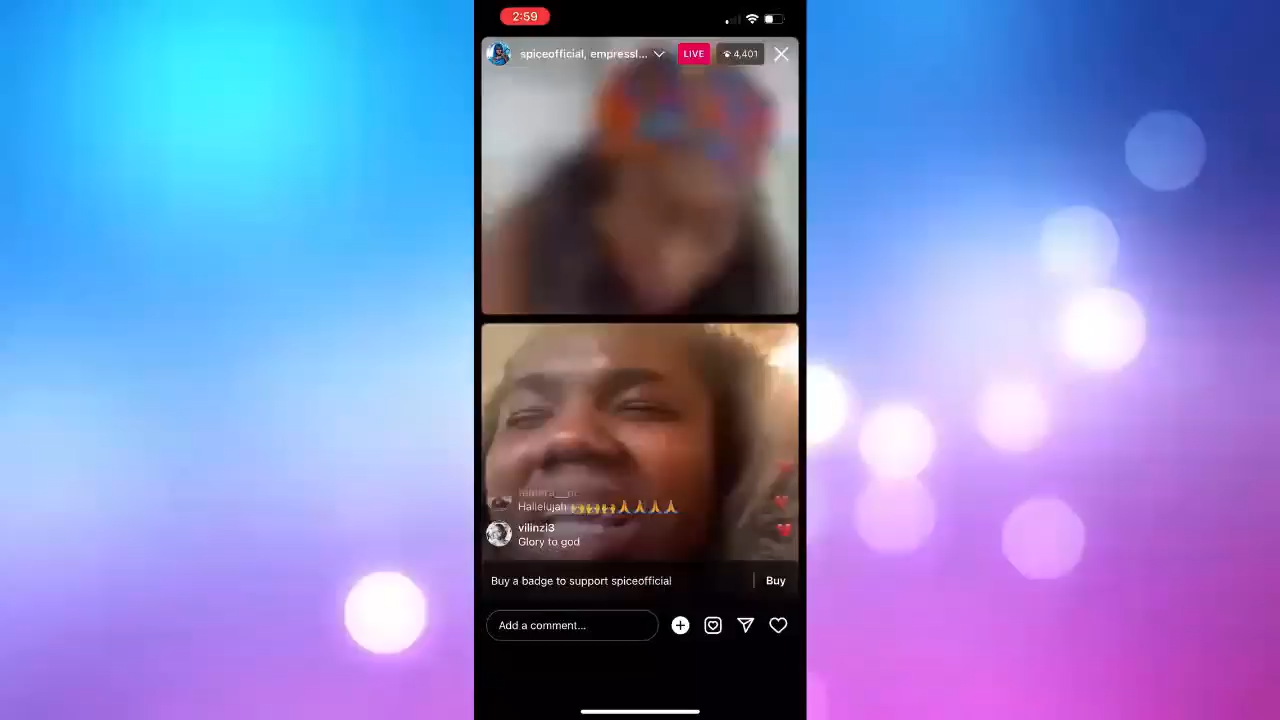 2:59
spiceofficial, empressl...
LIVE
4,401
Hallelujah 🙌🙌🙌🙏🙏🙏🙏
vilinzi3
Glory to god
Buy a badge to support spiceofficial
Buy
Add a comment...